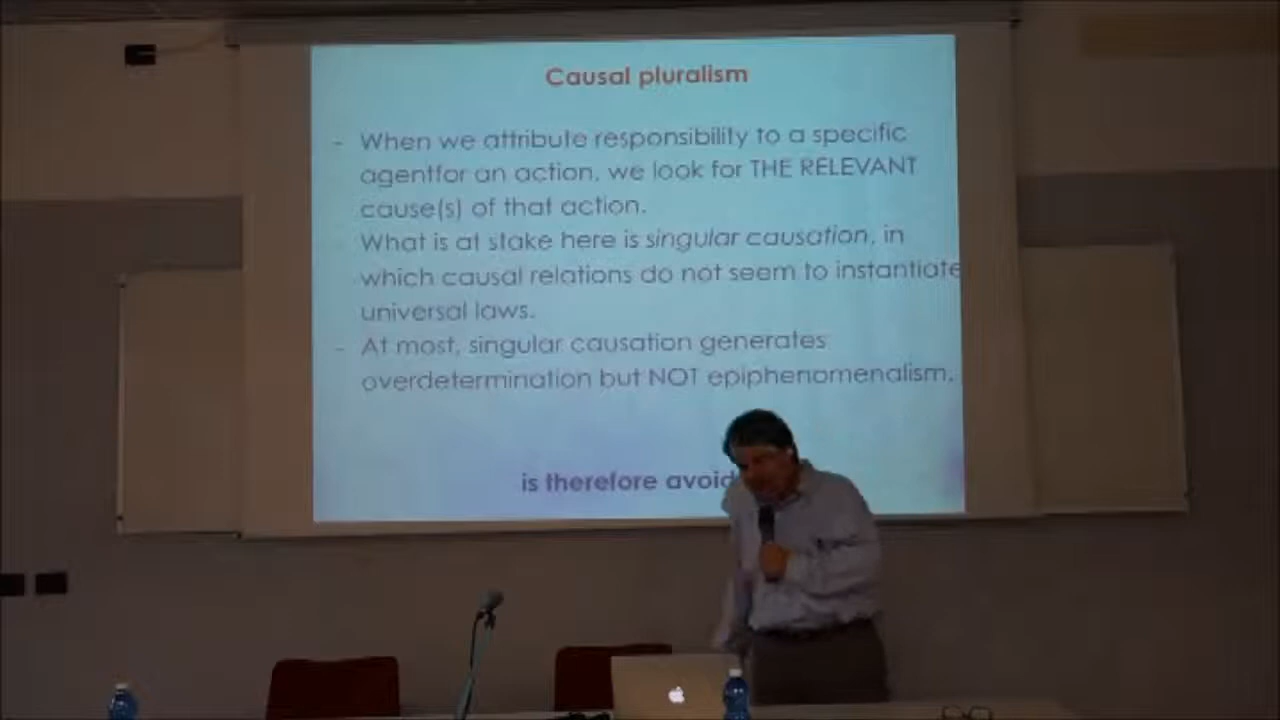 Causal pluralism
- When we attribute responsibility to a specific
agentfor an action, we look for THE RELEVANT
cause(s) of that action.
- What is at stake here is singular causation, in
which causal relations do not seem to instantiate
universal laws.
- At most, singular causation generates
overdetermination but NOT epiphenomenalism.
is therefore